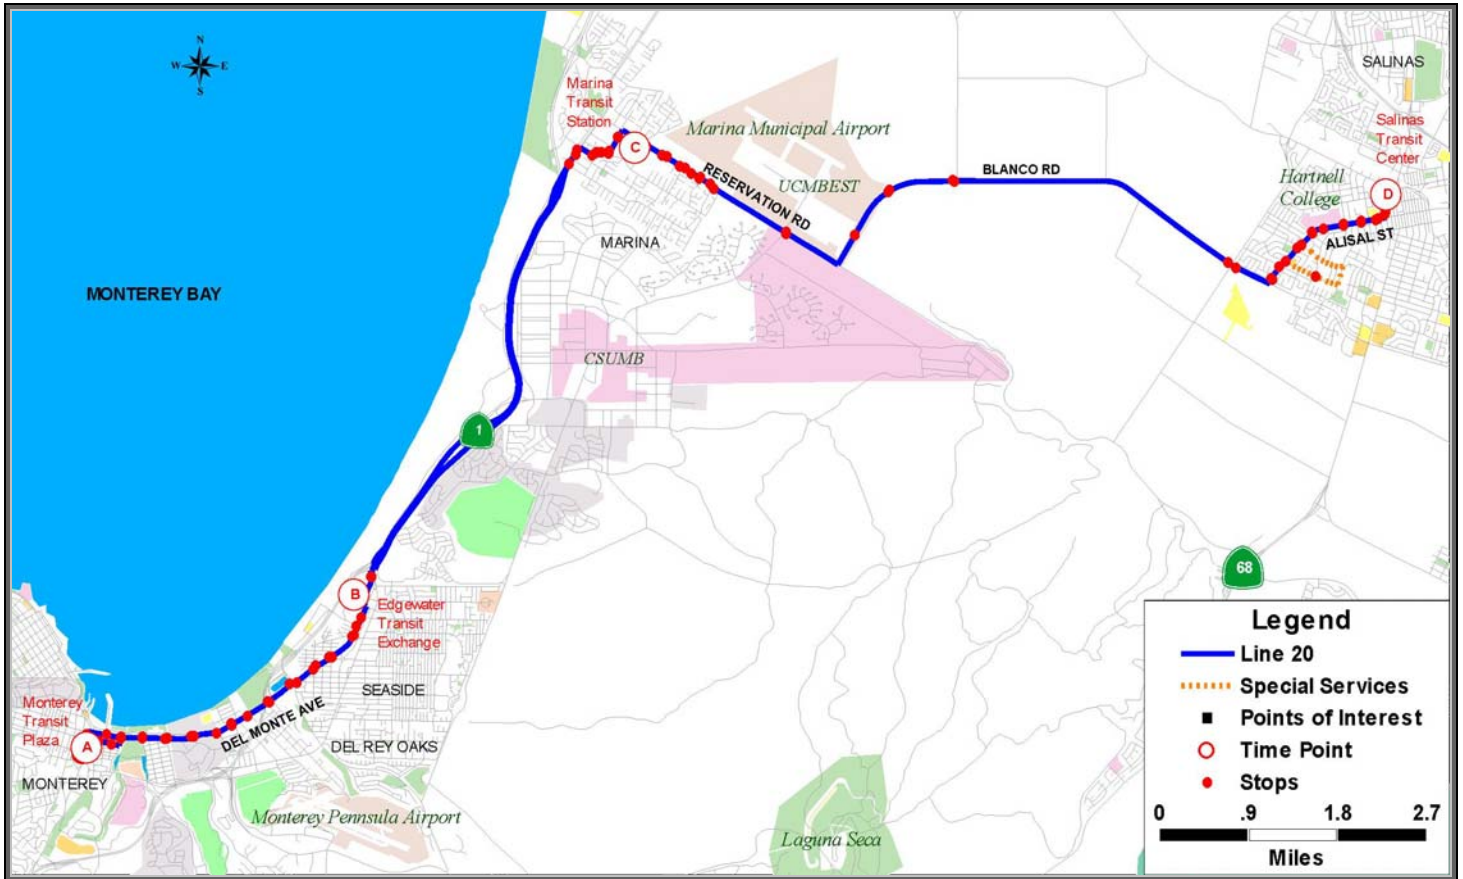 N
W E
S
SALINAS
Marina
Transit
Station
Salinas
Transit
Center
Marina Municipal Airport
C
RESERVATION RD
UCMBEST
BLANCO RD
Hartnell
College
D
ALISAL ST
MARINA
MONTEREY BAY
CSUMB
1
68
B
Edgewater
Transit
Exchange
SEASIDE
Monterey
Transit
Plaza
A
DEL MONTE AVE
DEL REY OAKS
MONTEREY
Monterey Pennsula Airport
Laguna Seca
Legend
Line 20
Special Services
Points of Interest
Time Point
Stops
0 .9 1.8 2.7
Miles